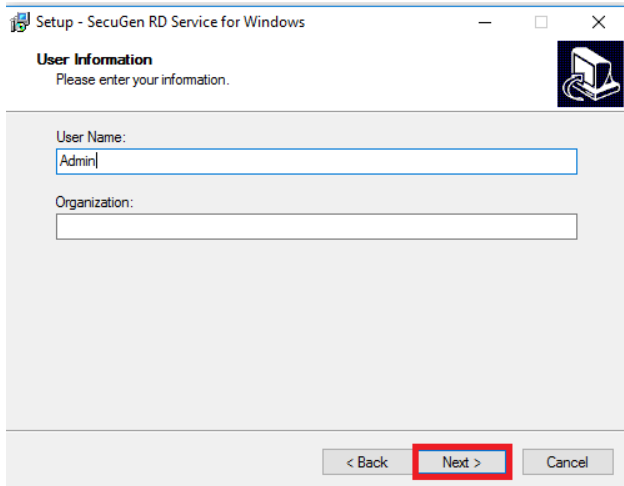 Setup - SecuGen RD Service for Windows
User Information
Please enter your information.
User Name:
Admin
Organization:
< Back Next > Cancel